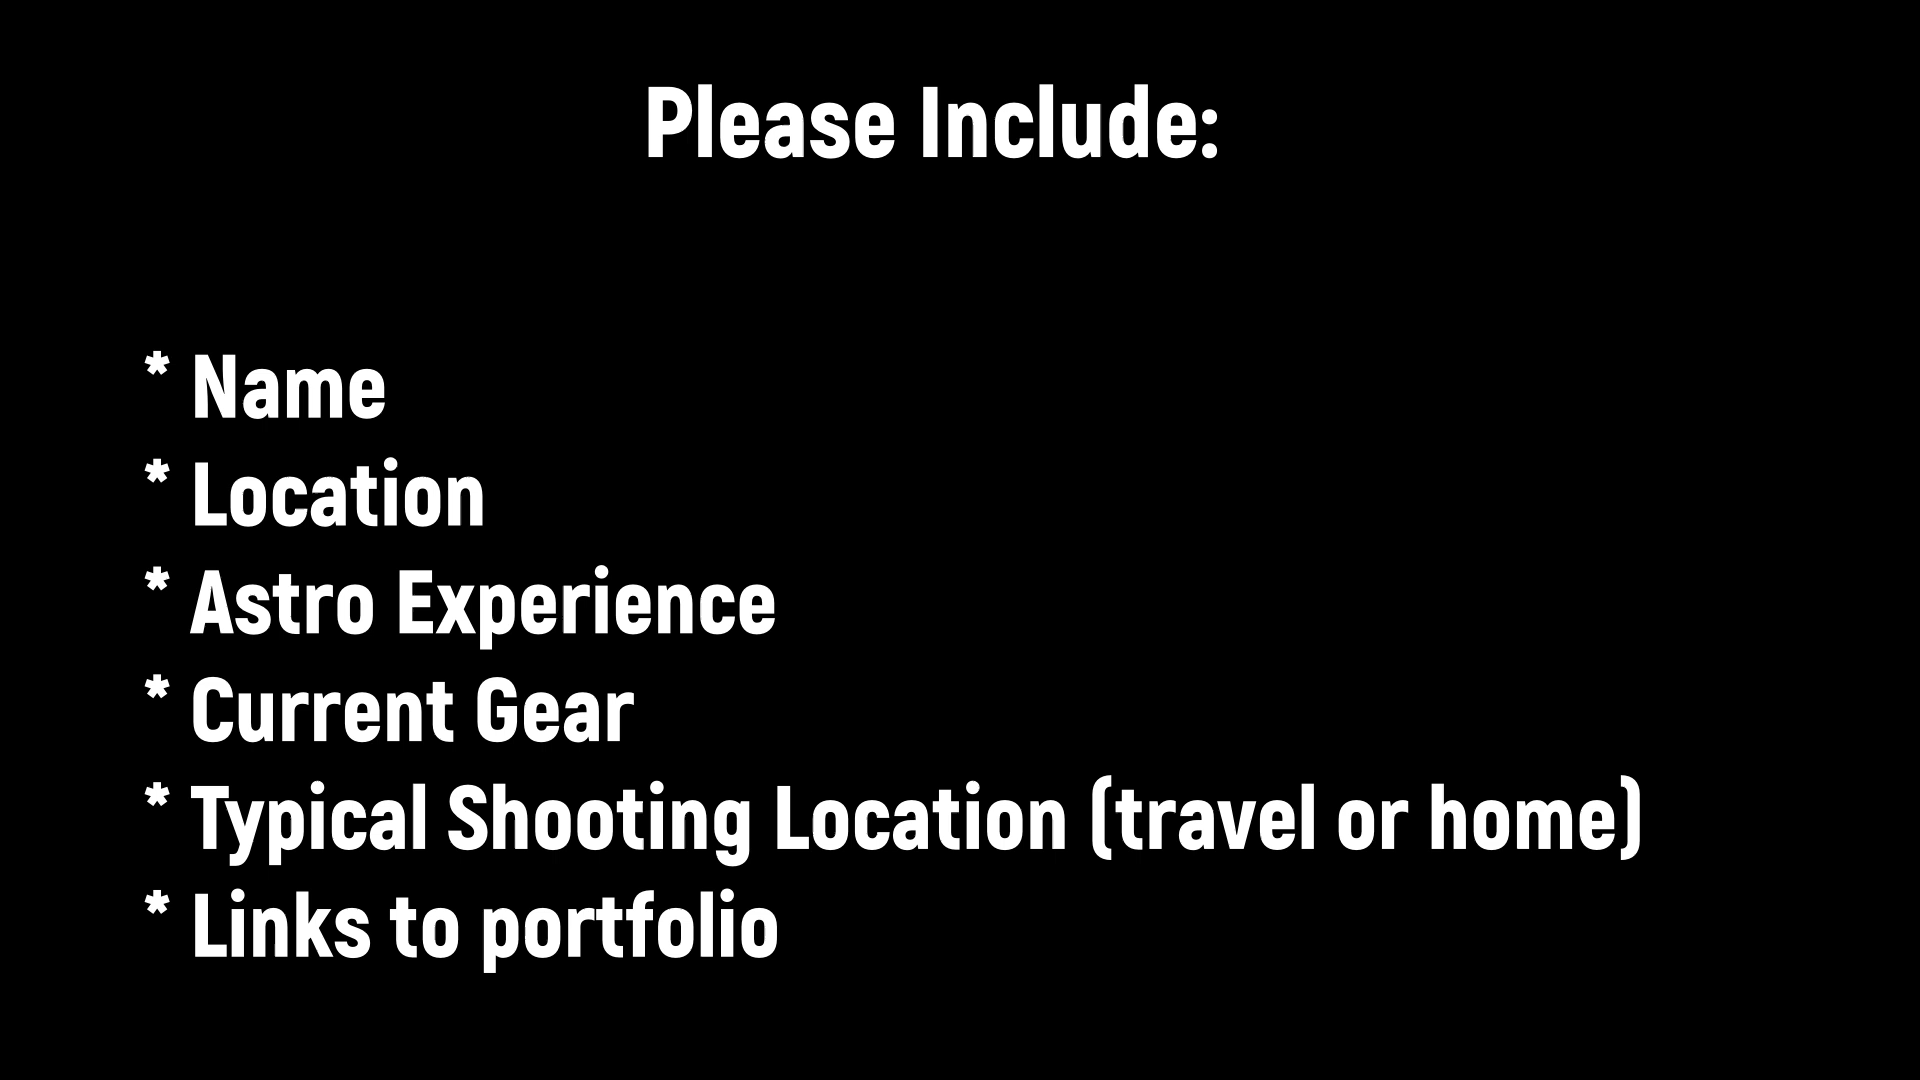 Please Include:
* Name
* Location
* Astro Experience
* Current Gear
* Typical Shooting Location (travel or home)
* Links to portfolio